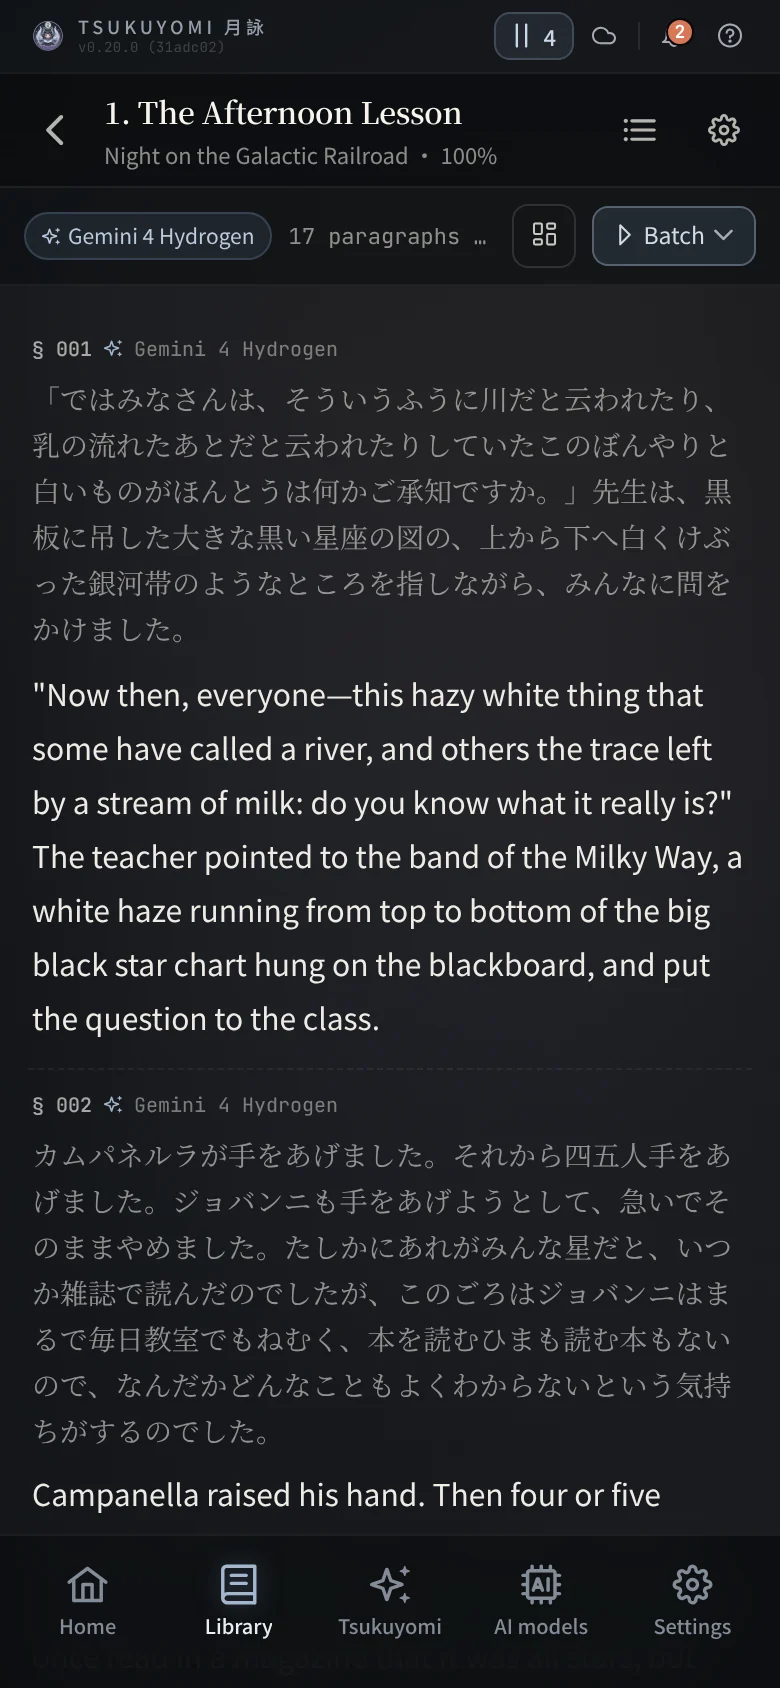 TSUKUYOMI 月詠
v0.20.0 (31adc02)
4
2
1. The Afternoon Lesson
Night on the Galactic Railroad • 100%
Gemini 4 Hydrogen
17 paragraphs …
Batch
§ 001 Gemini 4 Hydrogen
「ではみなさんは、そういうふうに川だと云われたり、
乳の流れたあとだと云われたりしていたこのぼんやりと
白いものがほんとうは何かご承知ですか。」先生は、黒
板に吊した大きな黒い星座の図の、上から下へ白くけぶ
った銀河帯のようなところを指しながら、みんなに問を
かけました。
"Now then, everyone—this hazy white thing that
some have called a river, and others the trace left
by a stream of milk: do you know what it really is?"
The teacher pointed to the band of the Milky Way, a
white haze running from top to bottom of the big
black star chart hung on the blackboard, and put
the question to the class.
§ 002 Gemini 4 Hydrogen
カムパネルラが手をあげました。それから四五人手をあ
げました。ジョバンニも手をあげようとして、急いでそ
のままやめました。たしかにあれがみんな星だと、いつ
か雑誌で読んだのでしたが、このごろはジョバンニはま
るで毎日教室でもねむく、本を読むひまも読む本もない
ので、なんだかどんなこともよくわからないという気持
ちがするのでした。
Campanella raised his hand. Then four or five
Home
Library
Tsukuyomi
AI
AI models
Settings
once read in a magazine that it was all stars, but